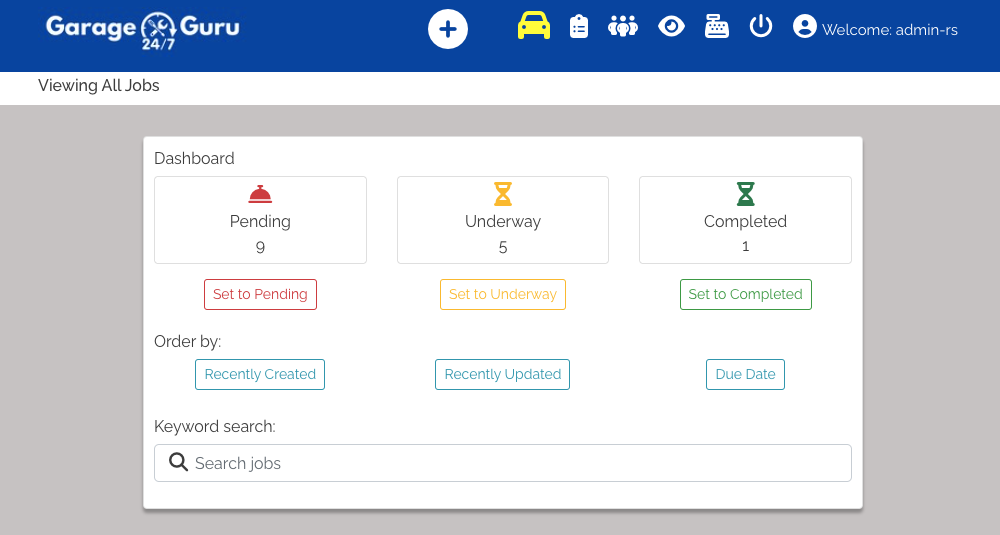 Garage Guru
24/7
Welcome: admin-rs
Viewing All Jobs
Dashboard
Pending
9
Underway
5
Completed
1
Set to Pending
Set to Underway
Set to Completed
Order by:
Recently Created
Recently Updated
Due Date
Keyword search:
Search jobs